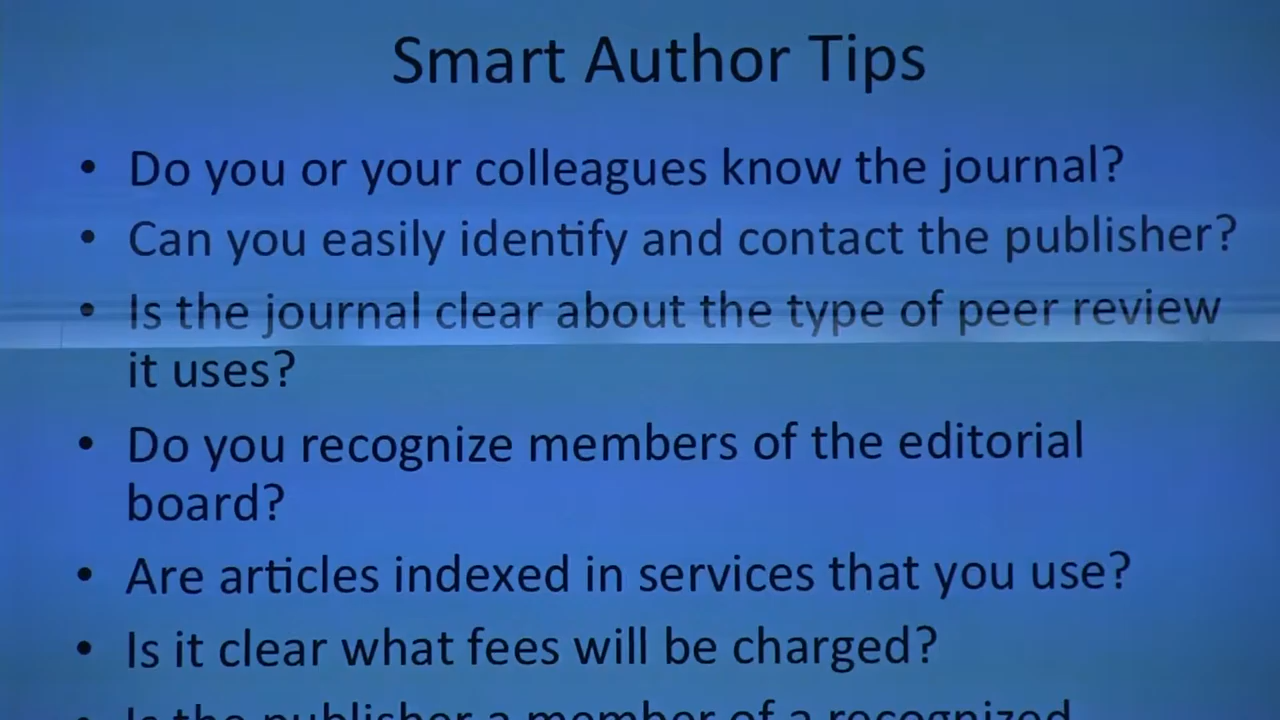 Smart Author Tips
• Do you or your colleagues know the journal?
• Can you easily identify and contact the publisher?
• Is the journal clear about the type of peer review
it uses?
• Do you recognize members of the editorial
board?
• Are articles indexed in services that you use?
• Is it clear what fees will be charged?
• Is the publisher a member of a recognized